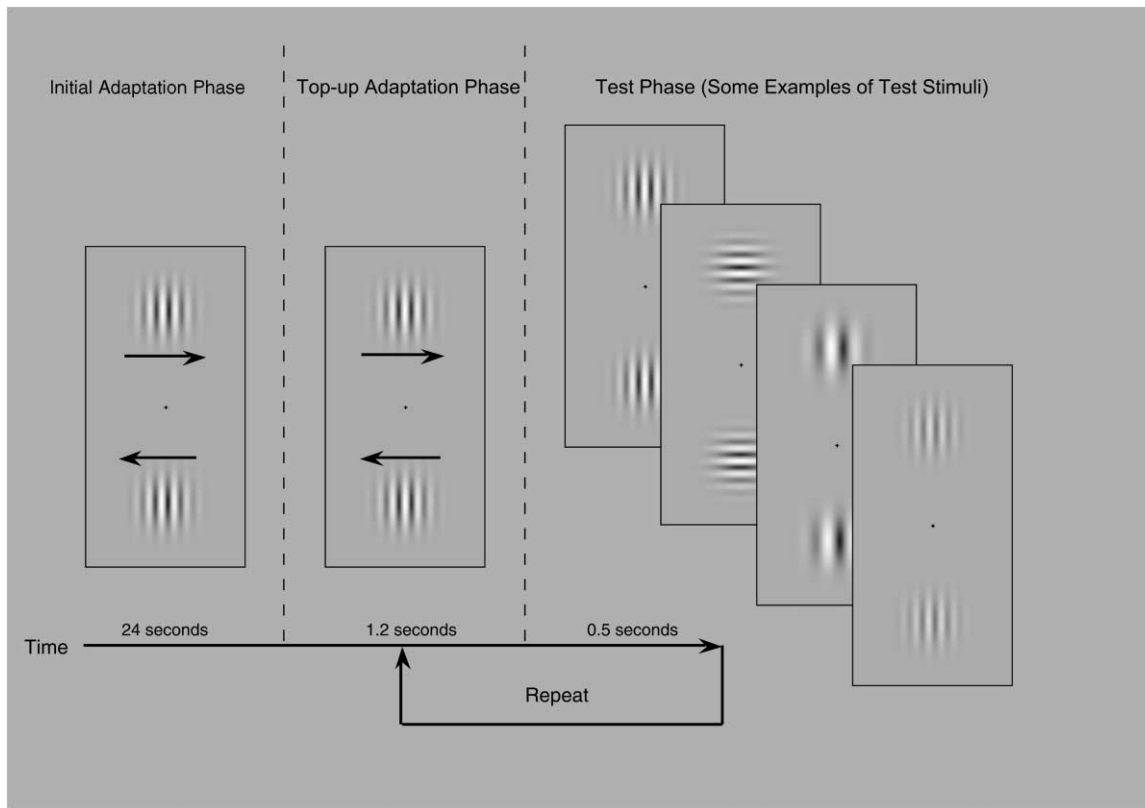 Initial Adaptation Phase
Top-up Adaptation Phase
Test Phase (Some Examples of Test Stimuli)
24 seconds
1.2 seconds
0.5 seconds
Time
Repeat